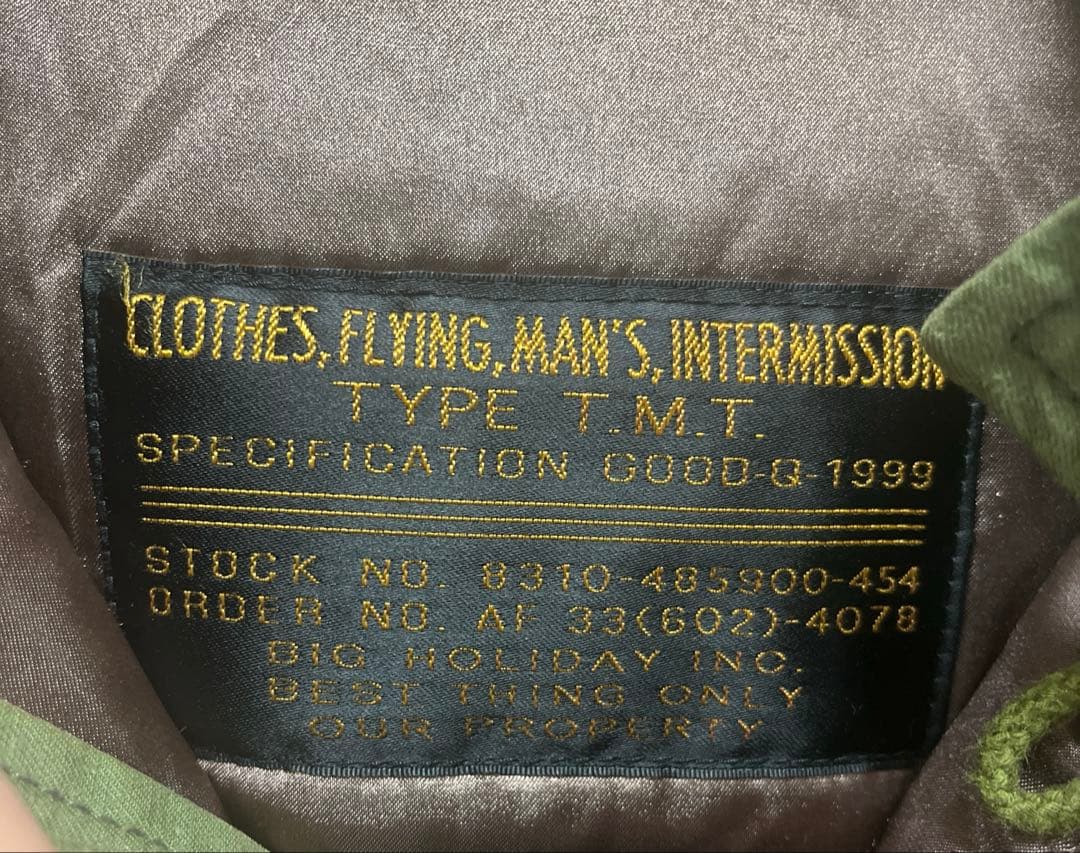 CLOTHES, FLYING, MAN'S, INTERMISSION
TYPE T.M.T.
SPECIFICATION GOOD-Q-1999
STOCK NO. 8310-485900-454
ORDER NO. AF 33(602)-4078
BIG HOLIDAY INC.
BEST THING ONLY
OUR PROPERTY